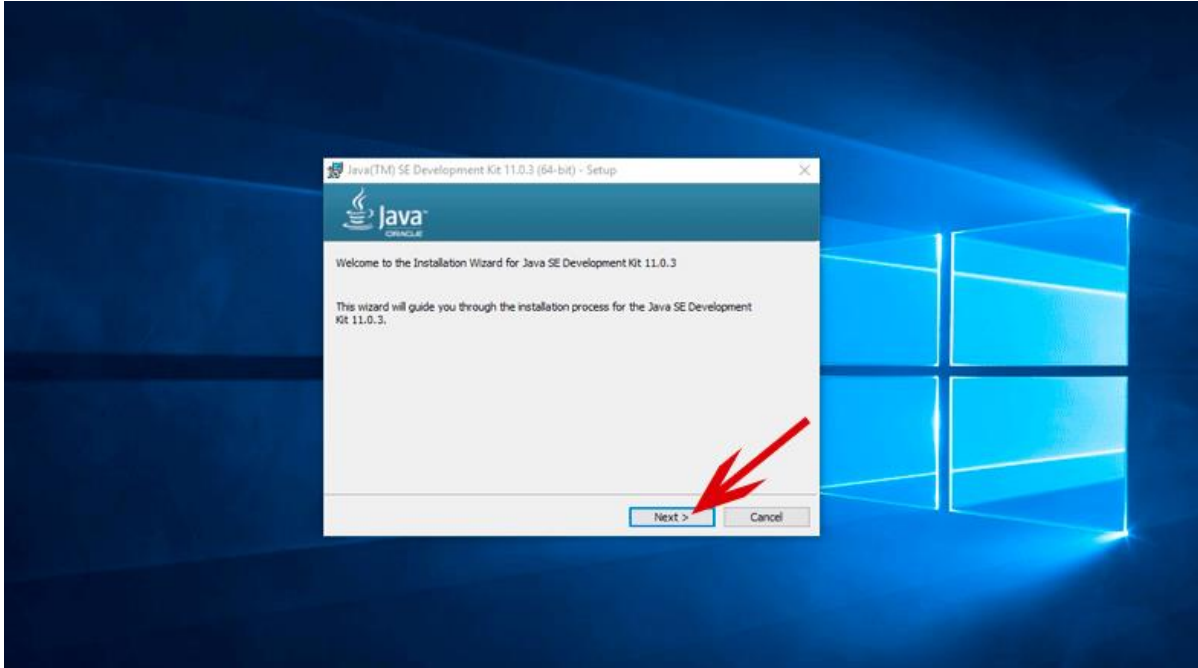 Java(TM) SE Development Kit 11.0.3 (64-bit) - Setup
Java™
ORACLE
Welcome to the Installation Wizard for Java SE Development Kit 11.0.3
This wizard will guide you through the installation process for the Java SE Development
Kit 11.0.3.
Next >
Cancel